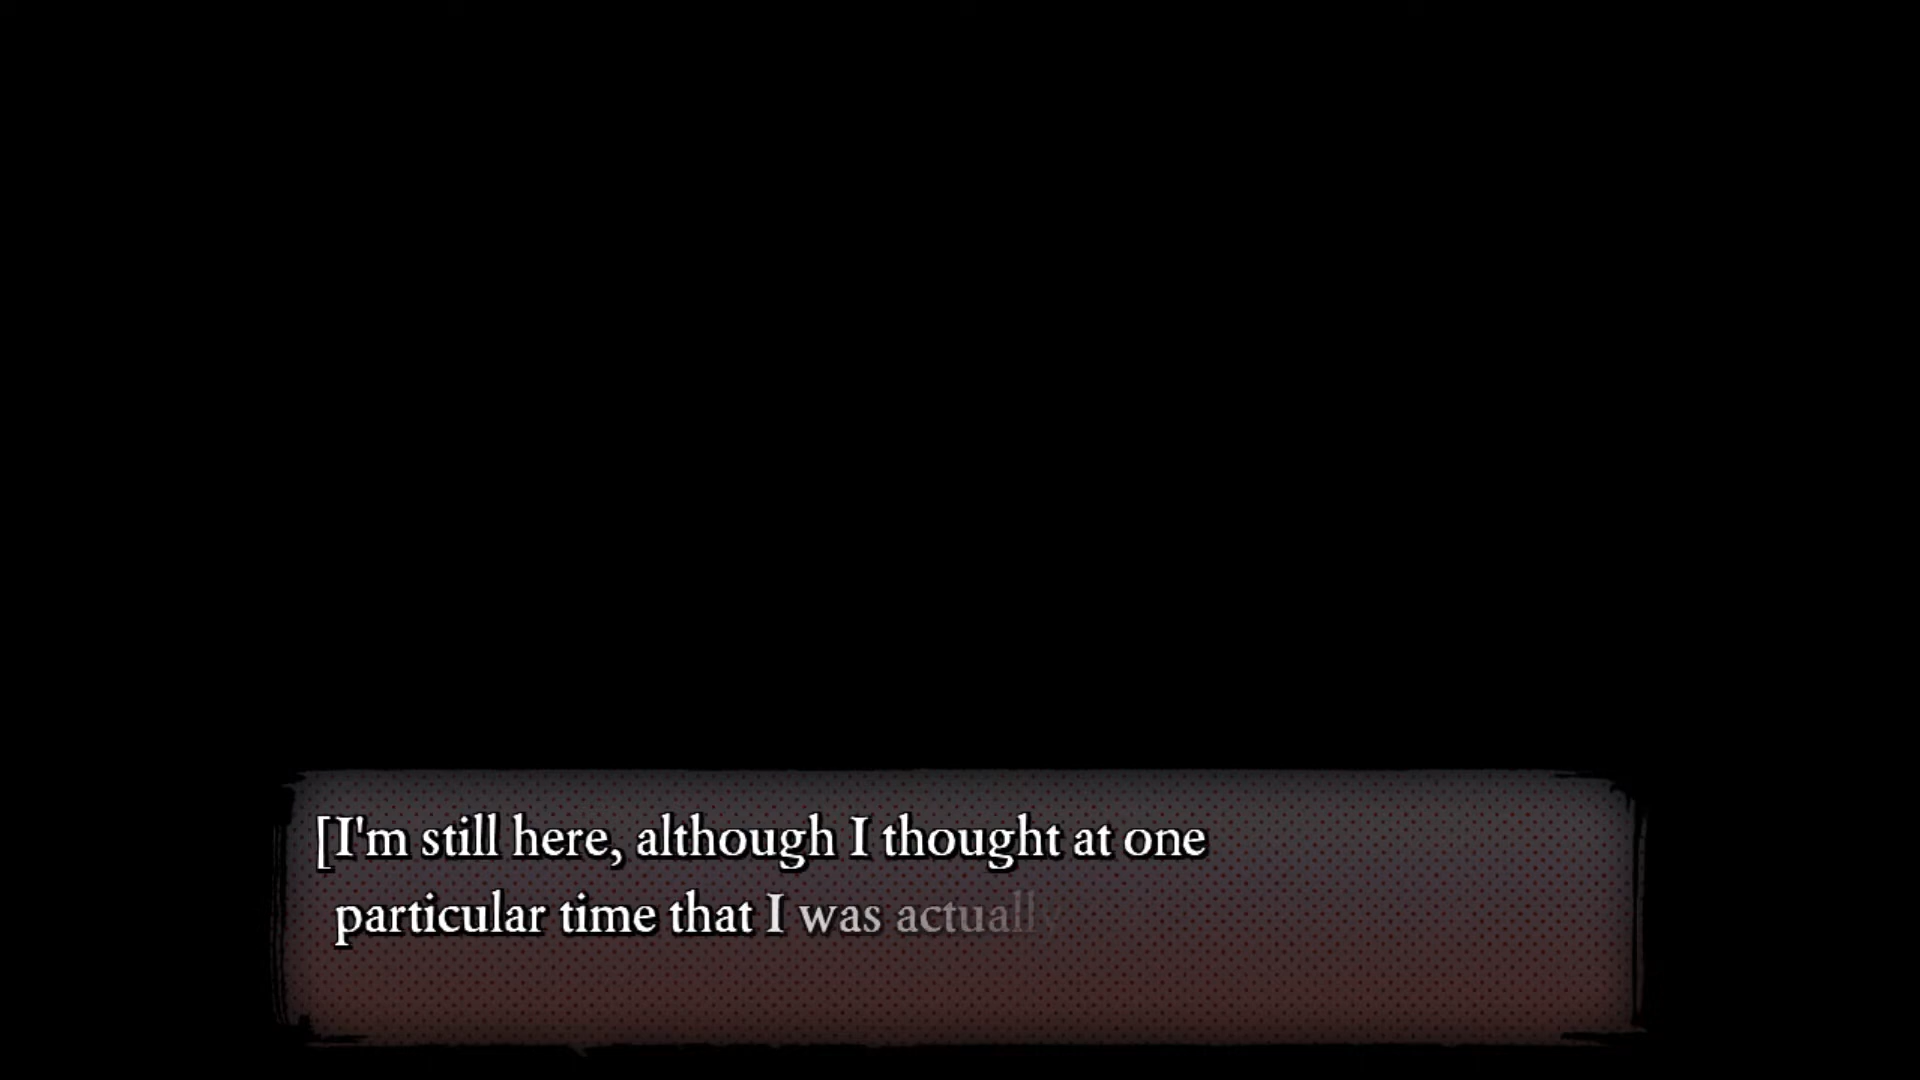 [I'm still here, although I thought at one
particular time that I was actuall